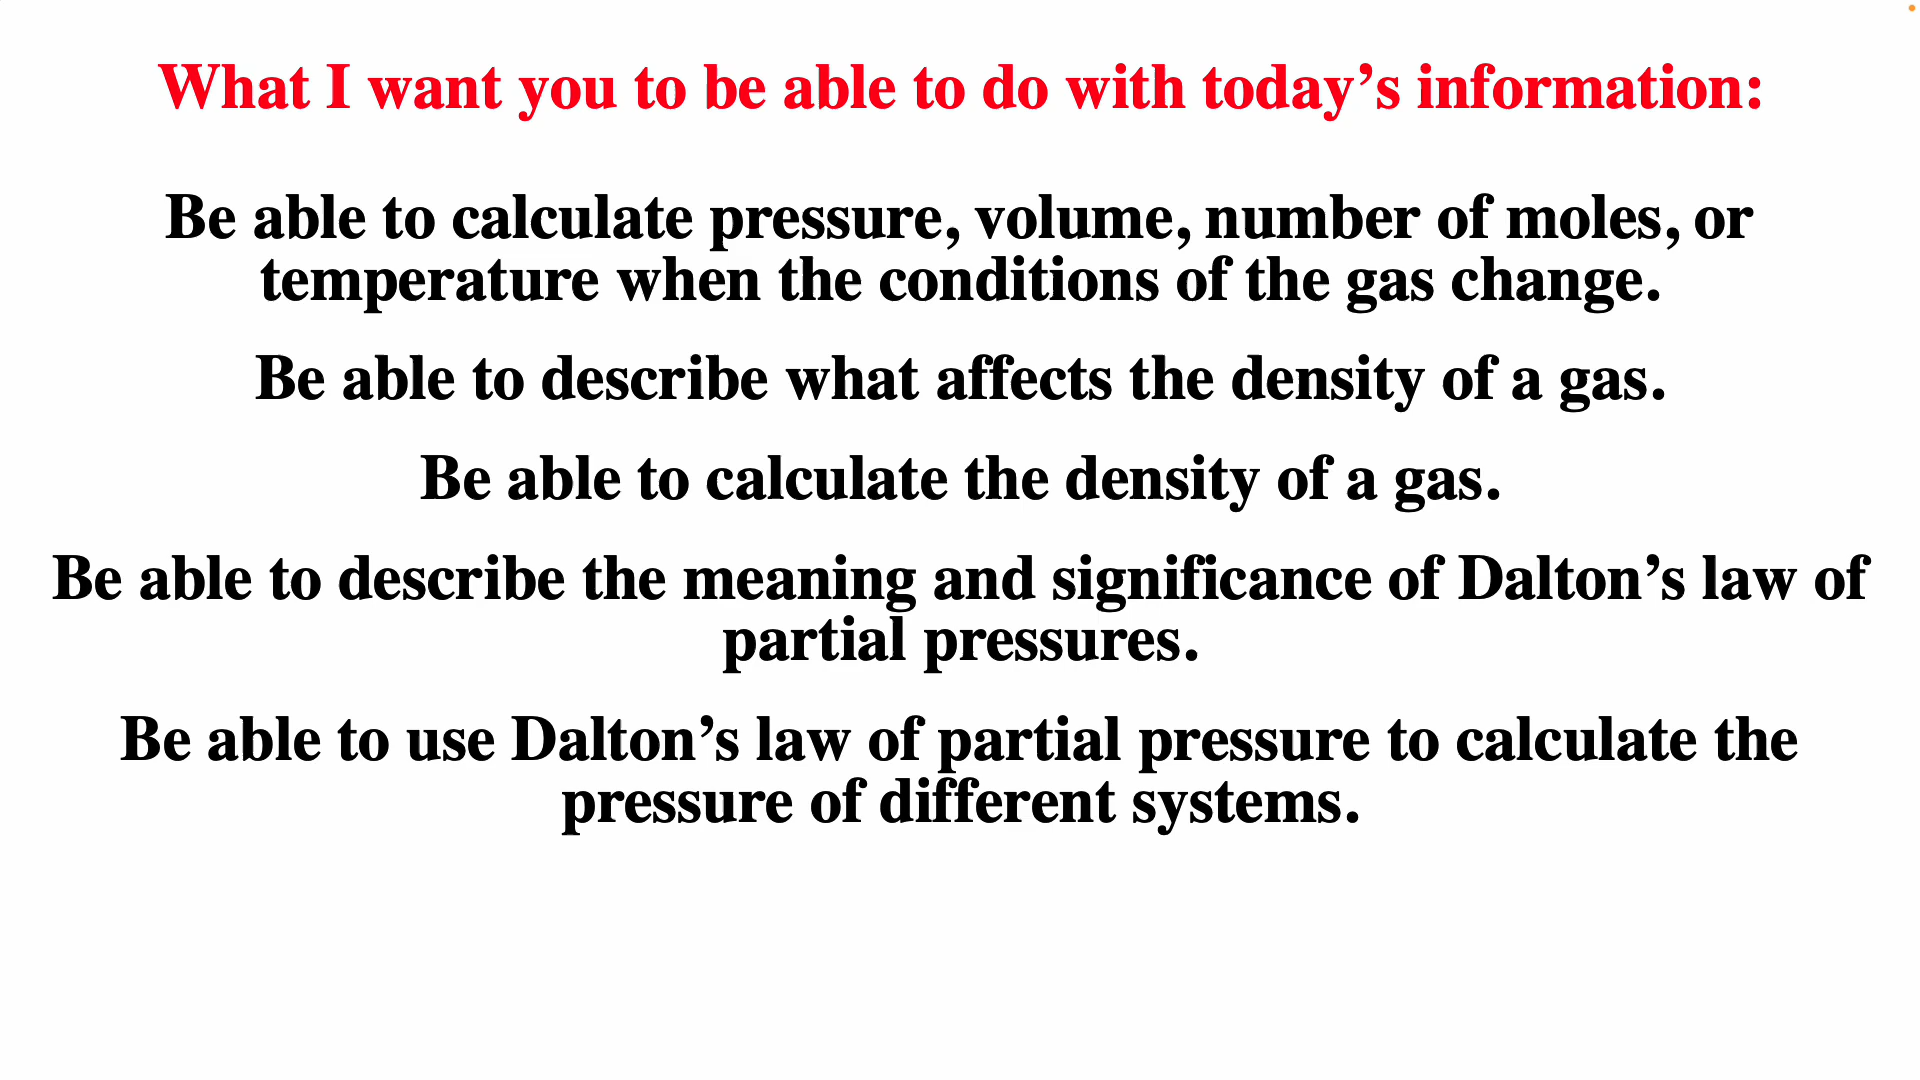 What I want you to be able to do with today’s information:
Be able to calculate pressure, volume, number of moles, or
temperature when the conditions of the gas change.
Be able to describe what affects the density of a gas.
Be able to calculate the density of a gas.
Be able to describe the meaning and significance of Dalton’s law of
partial pressures.
Be able to use Dalton’s law of partial pressure to calculate the
pressure of different systems.